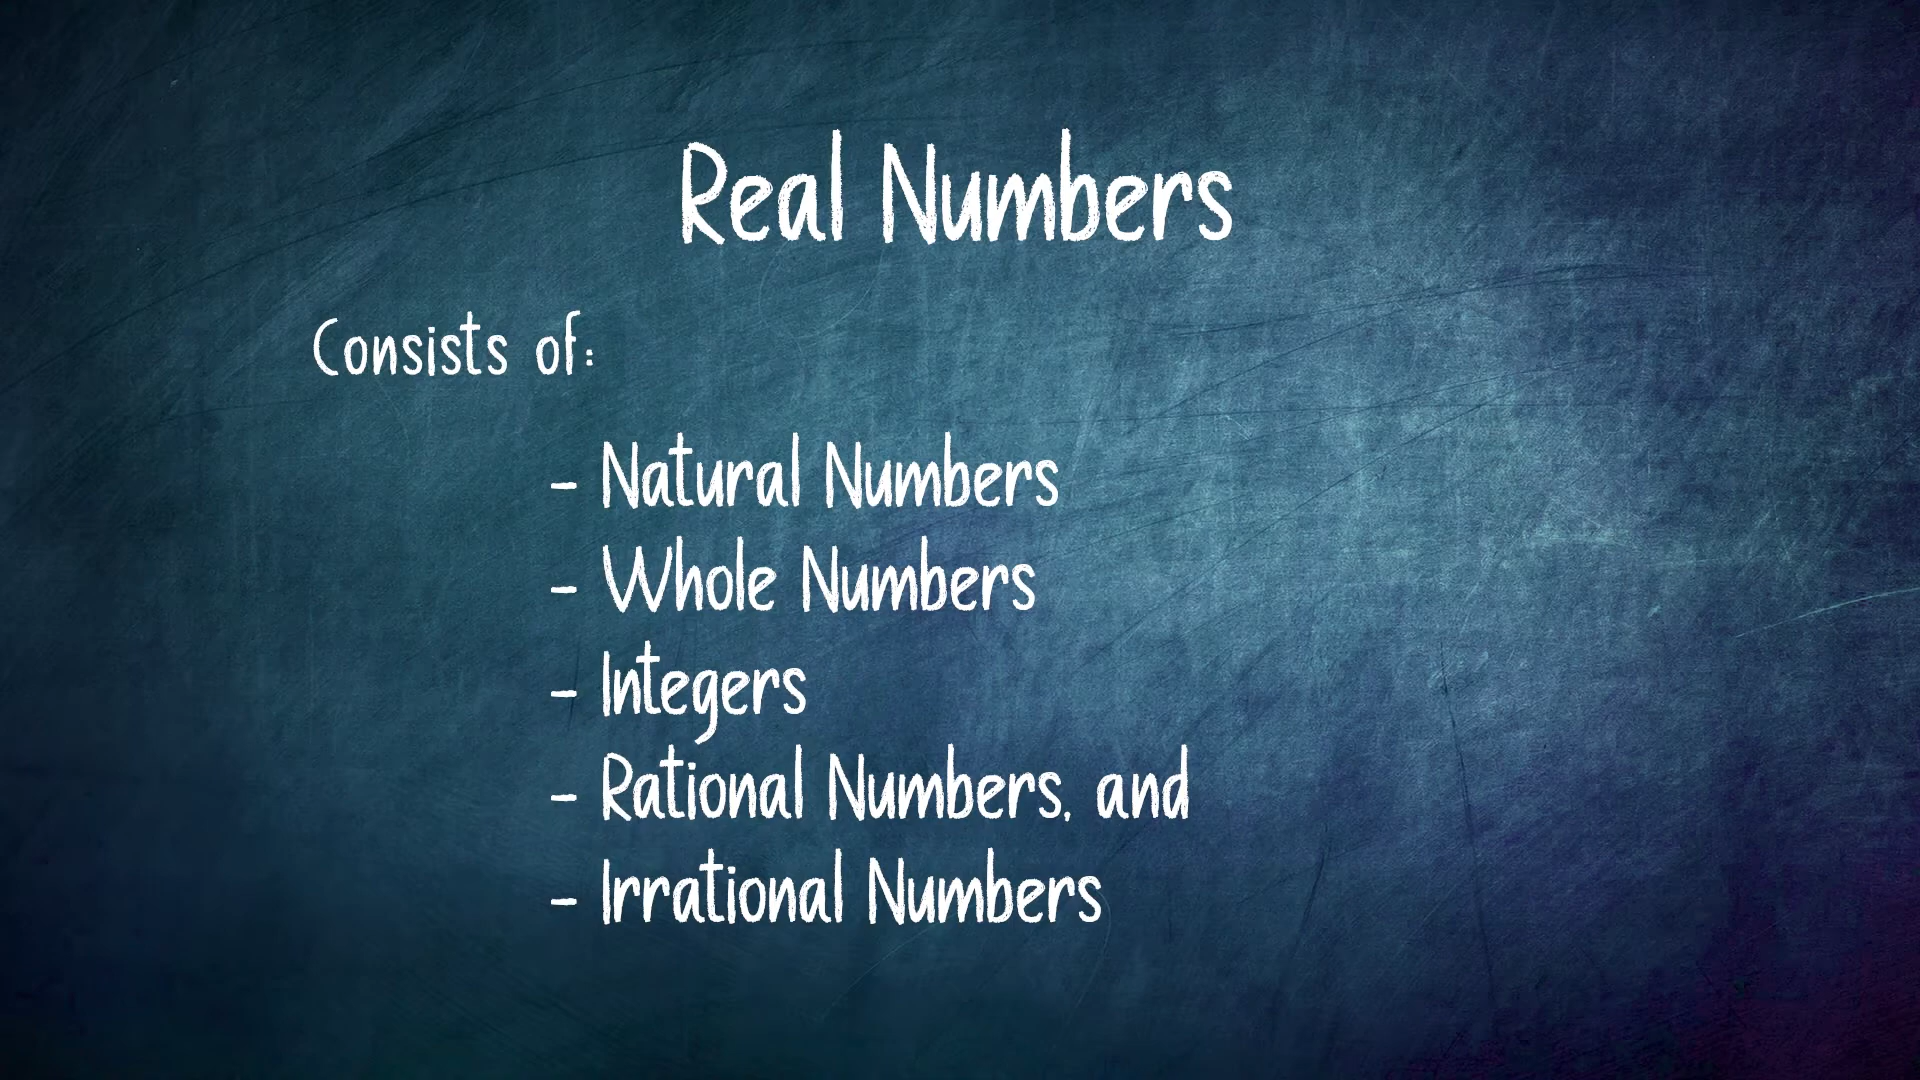 Real Numbers
Consists of:
- Natural Numbers
- Whole Numbers
- Integers
- Rational Numbers, and
- Irrational Numbers